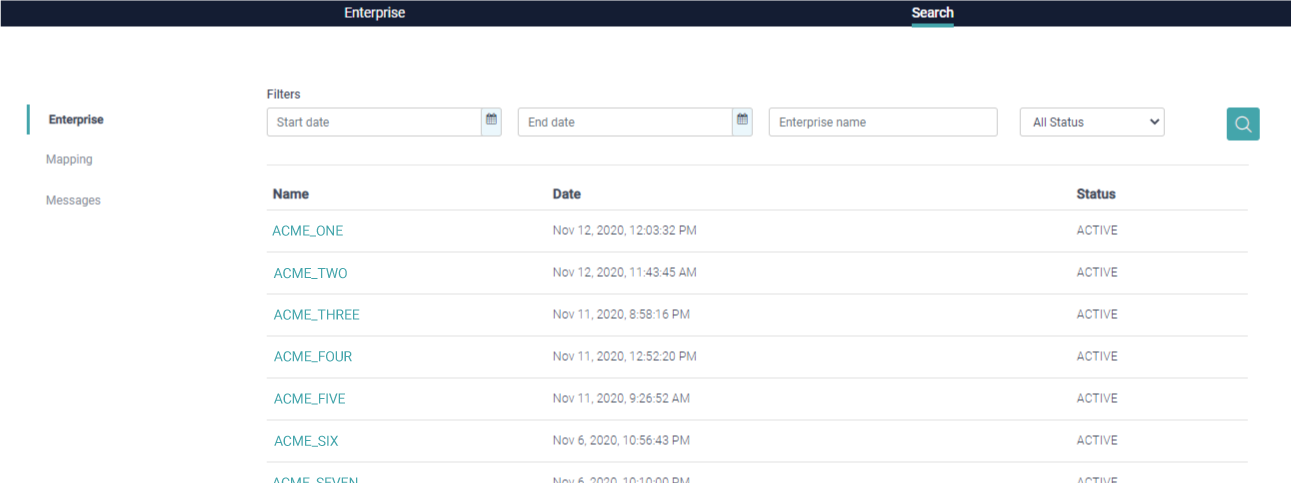 Enterprise Search
Filters
Enterprise
Start date End date Enterprise name All Status
Mapping
Messages
Name Date Status
ACME_ONE Nov 12, 2020, 12:03:32 PM ACTIVE
ACME_TWO Nov 12, 2020, 11:43:45 AM ACTIVE
ACME_THREE Nov 11, 2020, 8:58:16 PM ACTIVE
ACME_FOUR Nov 11, 2020, 12:52:20 PM ACTIVE
ACME_FIVE Nov 11, 2020, 9:26:52 AM ACTIVE
ACME_SIX Nov 6, 2020, 10:56:43 PM ACTIVE
ACME_SEVEN Nov 6, 2020, 10:10:00 PM ACTIVE